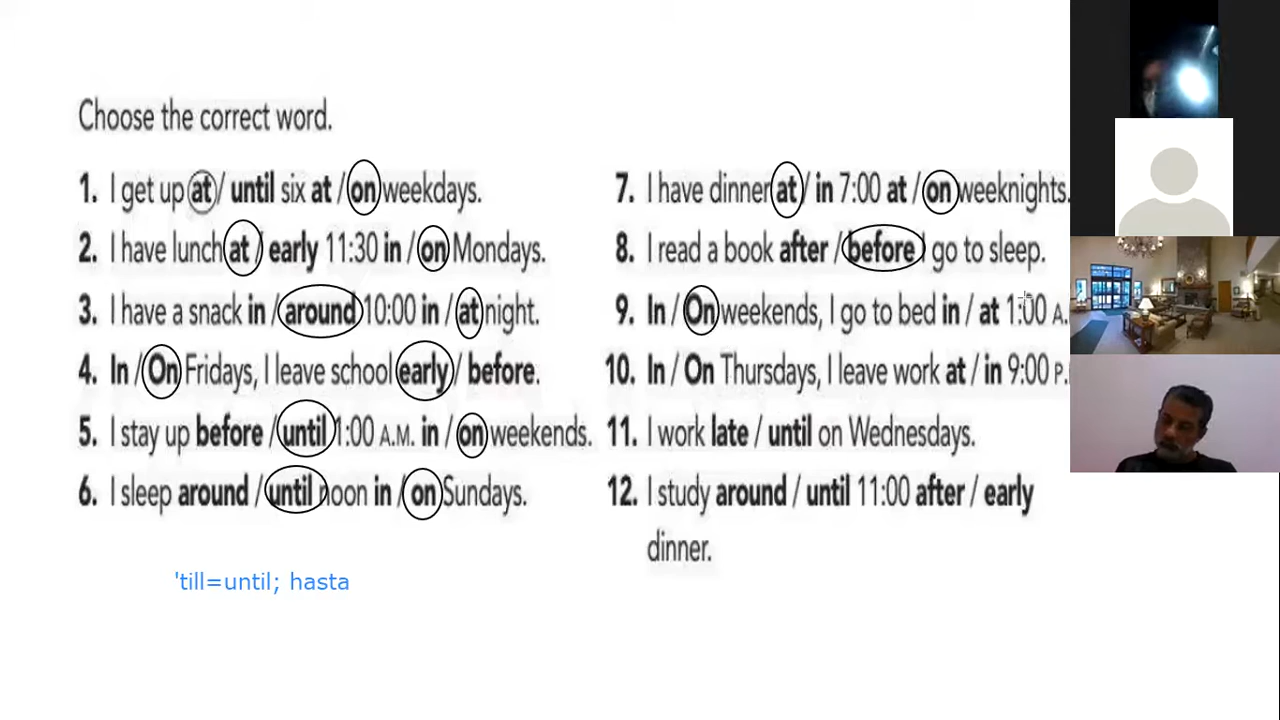 Choose the correct word.
1. I get up at / until six at / on weekdays.
2. I have lunch at / early 11:30 in / on Mondays.
3. I have a snack in / around 10:00 in / at night.
4. In / On Fridays, I leave school early / before.
5. I stay up before / until 1:00 A.M. in / on weekends.
6. I sleep around / until noon in / on Sundays.
'till=until; hasta
7. I have dinner at / in 7:00 at / on weeknights.
8. I read a book after / before I go to sleep.
9. In / On weekends, I go to bed in / at 1:00 A.
10. In / On Thursdays, I leave work at / in 9:00 P.
11. I work late / until on Wednesdays.
12. I study around / until 11:00 after / early
dinner.